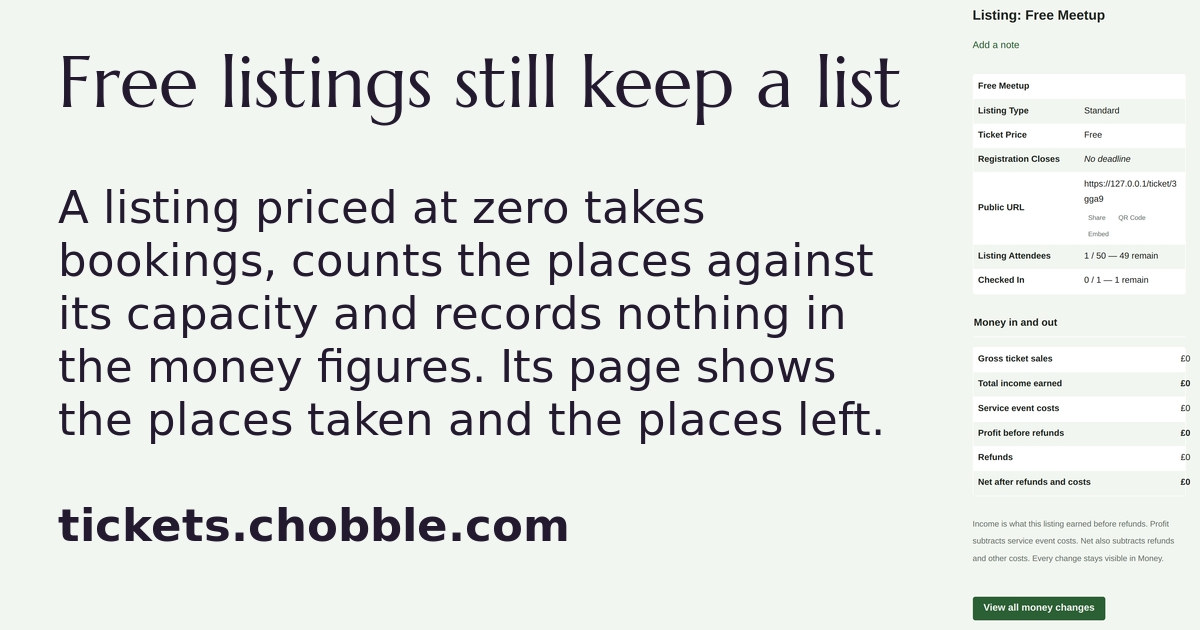 Free listings still keep a list
A listing priced at zero takes
bookings, counts the places against
its capacity and records nothing in
the money figures. Its page shows
the places taken and the places left.
tickets.chobble.com
Listing: Free Meetup
Add a note
Free Meetup
Listing Type Standard
Ticket Price Free
Registration Closes No deadline
Public URL https://127.0.0.1/ticket/3
gga9
Share QR Code
Embed
Listing Attendees 1 / 50 — 49 remain
Checked In 0 / 1 — 1 remain
Money in and out
Gross ticket sales £0
Total income earned £0
Service event costs £0
Profit before refunds £0
Refunds £0
Net after refunds and costs £0
Income is what this listing earned before refunds. Profit
subtracts service event costs. Net also subtracts refunds
and other costs. Every change stays visible in Money.
View all money changes